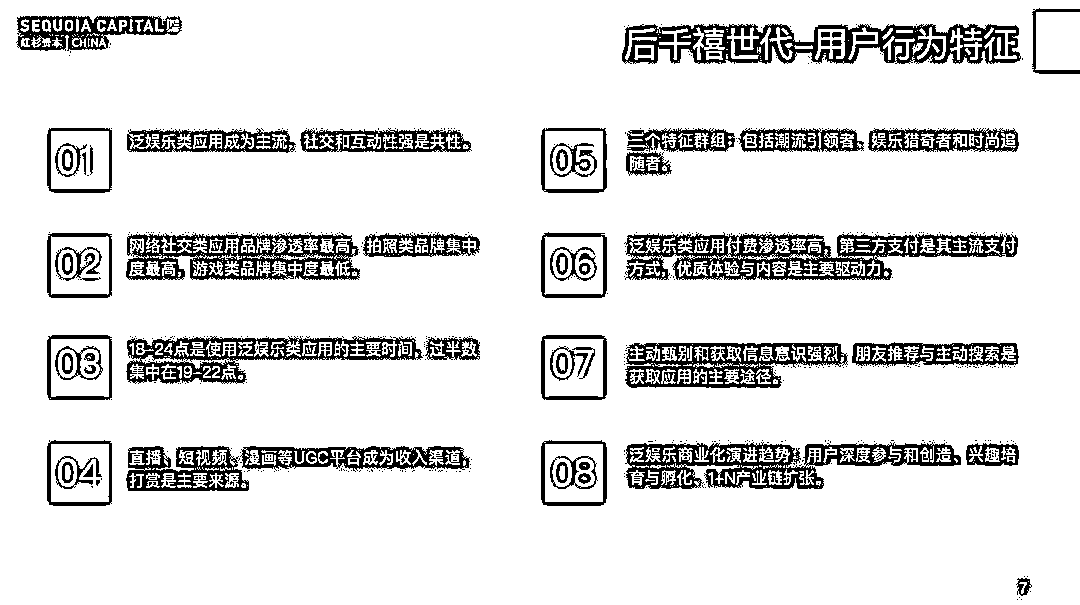 SEQUOIA CAPITAL
红杉资本 | CHINA
后千禧世代—用户行为特征
01
泛娱乐类应用成为主流，社交和互动性强是共性。
02
网络社交类应用品牌渗透率最高，拍照类品牌集中
度最高，游戏类品牌集中度最低。
03
18-24点是使用泛娱乐类应用的主要时间，过半数
集中在19-22点。
04
直播、短视频、漫画等UGC平台成为收入渠道，
打赏是主要来源。
05
三个特征群组：包括潮流引领者、娱乐猎奇者和时尚追
随者。
06
泛娱乐类应用付费渗透率高，第三方支付是其主流支付
方式，优质体验与内容是主要驱动力。
07
主动甄别和获取信息意识强烈，朋友推荐与主动搜索是
获取应用的主要途径。
08
泛娱乐商业化演进趋势：用户深度参与和创造、兴趣培
育与孵化、1+N产业链扩张。
7